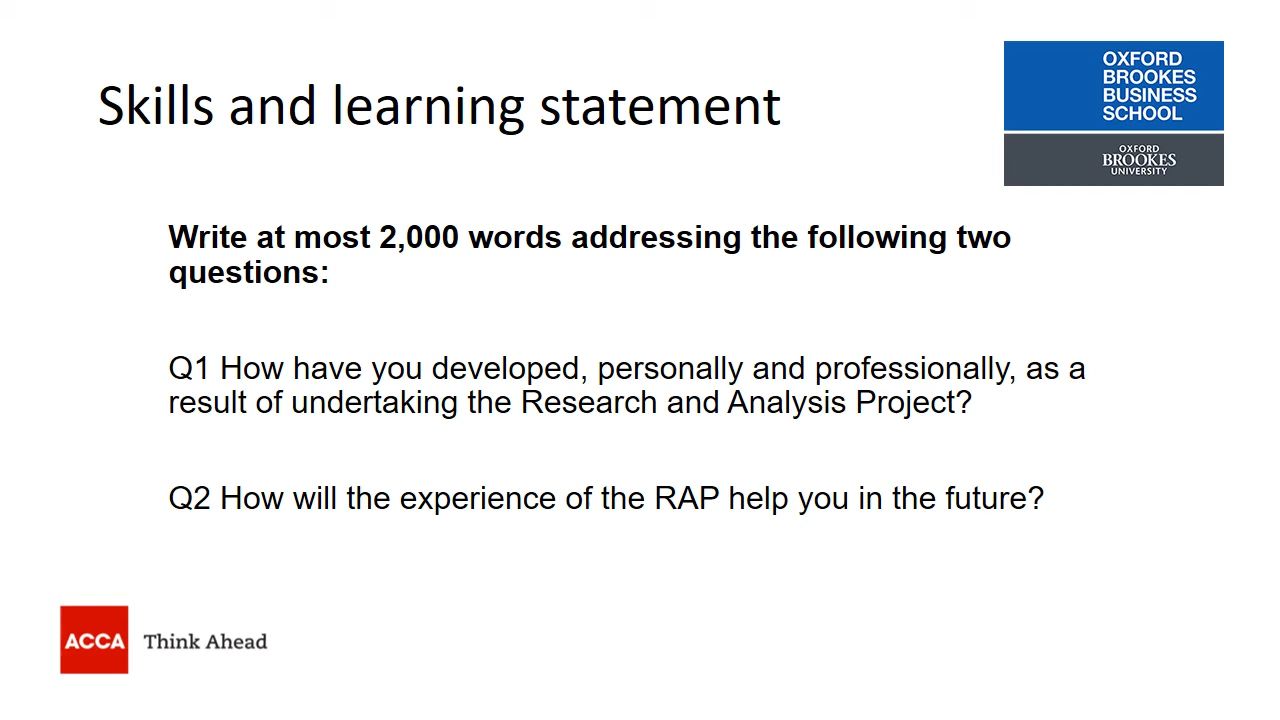 Skills and learning statement
OXFORD
BROOKES
BUSINESS
SCHOOL
OXFORD
BROOKES
UNIVERSITY
Write at most 2,000 words addressing the following two
questions:
Q1 How have you developed, personally and professionally, as a
result of undertaking the Research and Analysis Project?
Q2 How will the experience of the RAP help you in the future?
ACCA Think Ahead